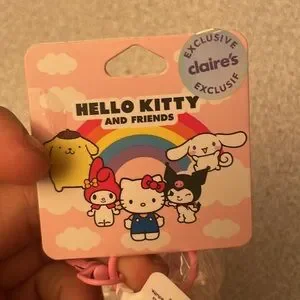 EXCLUSIVE
claire's
EXCLUSIF
HELLO KITTY
AND FRIENDS